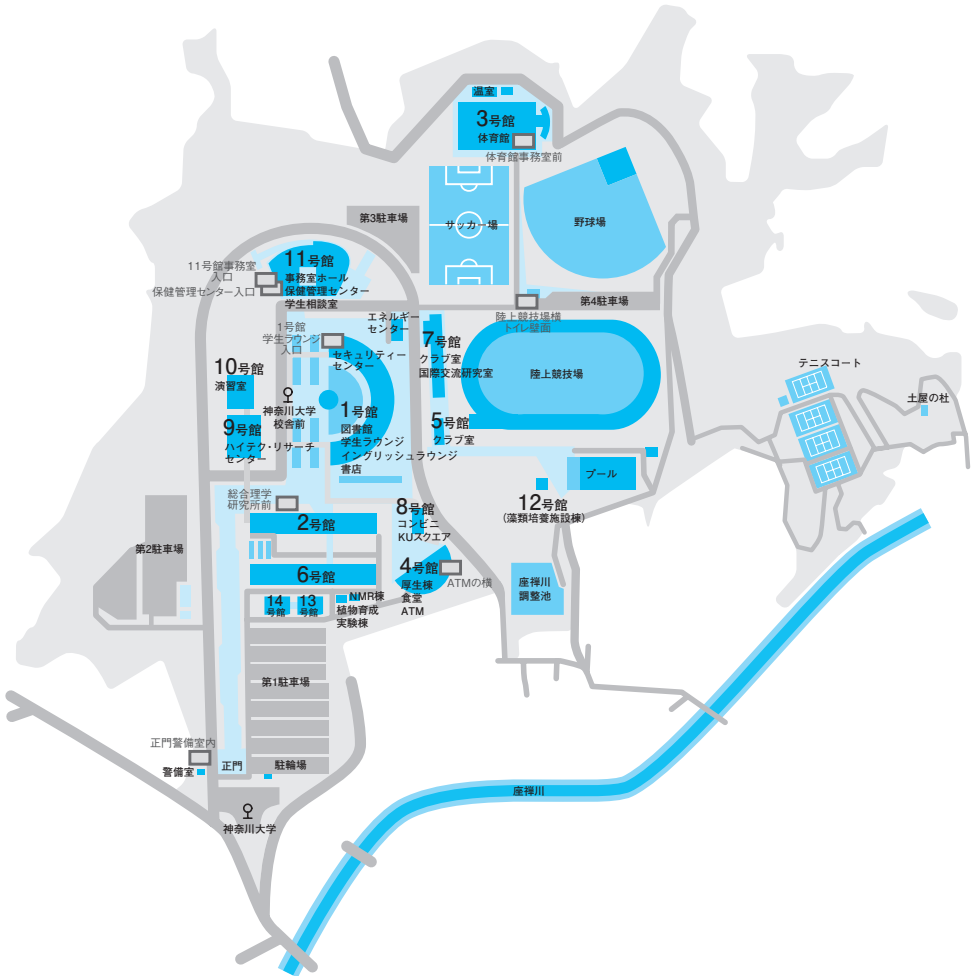 温室
3号館
体育館
体育館事務室前
第3駐車場
サッカー場
野球場
11号館事務室
入口
保健管理センター入口
11号館
事務室ホール
保健管理センター
学生相談室
第4駐車場
陸上競技場横
トイレ壁面
エネルギー
センター
1号館
学生ラウンジ
入口
セキュリティー
センター
7号館
クラブ室
国際交流研究室
陸上競技場
テニスコート
土屋の杜
10号館
演習室
神奈川大学
校舎前
9号館
ハイテク・リサーチ
センター
1号館
図書館
学生ラウンジ
イングリッシュラウンジ
書店
5号館
クラブ室
プール
12号館
(藻類培養施設棟)
総合理学
研究所前
2号館
8号館
コンビニ
KUスクエア
第2駐車場
6号館
4号館
厚生棟
食堂
ATM
ATMの横
座禅川
調整池
14
号館
13
号館
NMR棟
植物育成
実験棟
第1駐車場
正門警備室内
警備室
正門
駐輪場
座禅川
神奈川大学